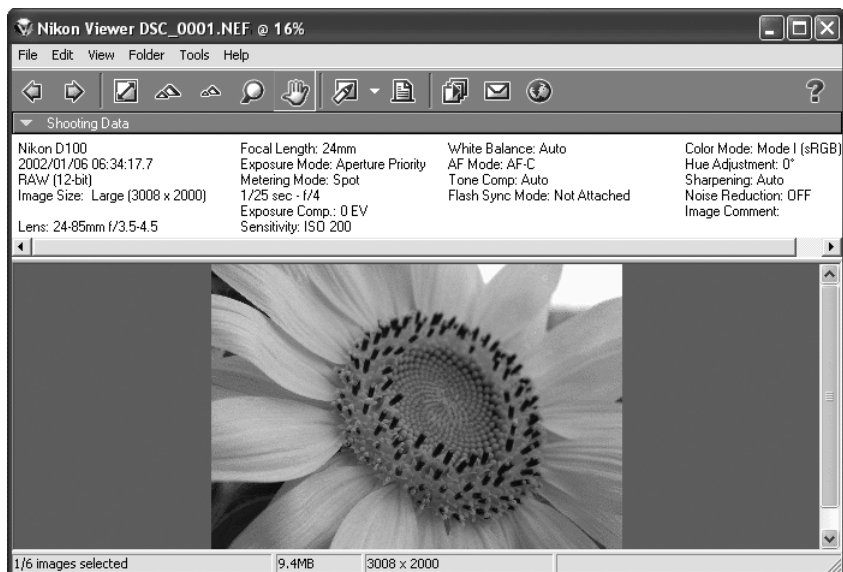 Nikon Viewer DSC_0001.NEF @ 16%
File Edit View Folder Tools Help
?
Shooting Data
Nikon D100
2002/01/06 06:34:17.7
RAW (12-bit)
Image Size: Large (3008 x 2000)
Lens: 24-85mm f/3.5-4.5
Focal Length: 24mm
Exposure Mode: Aperture Priority
Metering Mode: Spot
1/25 sec - f/4
Exposure Comp.: 0 EV
Sensitivity: ISO 200
White Balance: Auto
AF Mode: AF-C
Tone Comp: Auto
Flash Sync Mode: Not Attached
Color Mode: Mode I (sRGB)
Hue Adjustment: 0°
Sharpening: Auto
Noise Reduction: OFF
Image Comment:
1/6 images selected 9.4MB 3008 x 2000